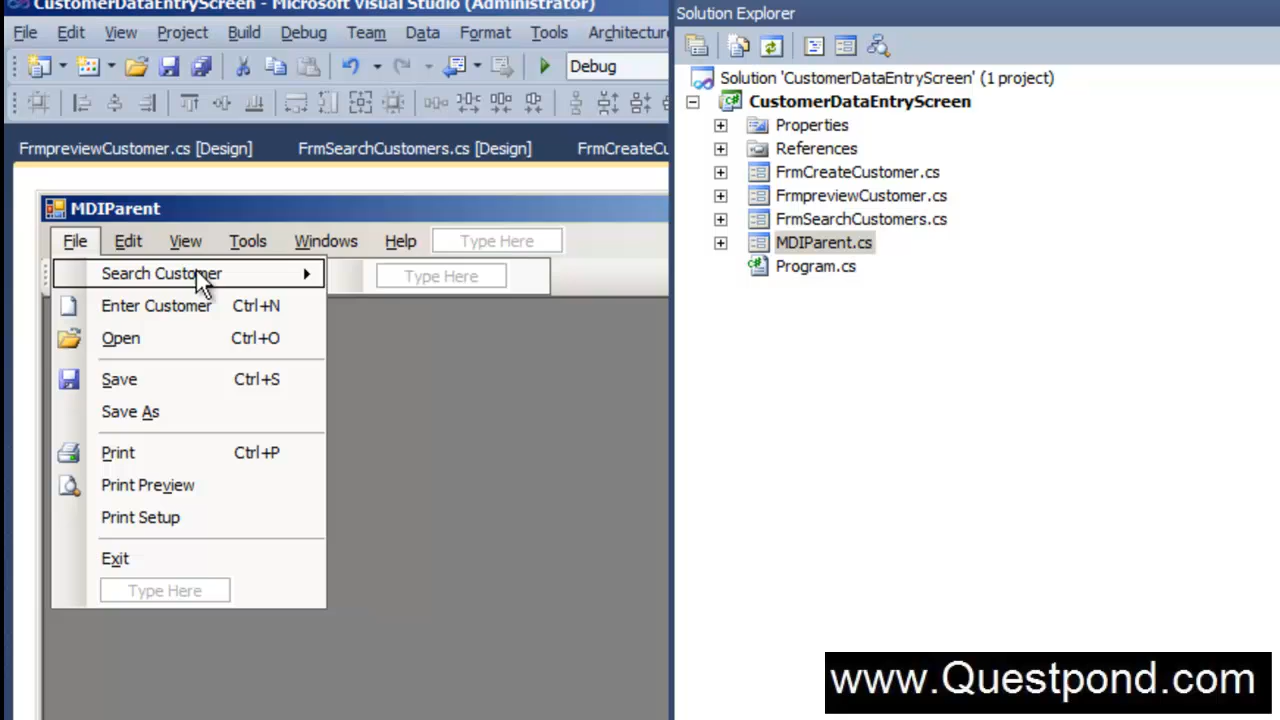 CustomerDataEntryScreen - Microsoft Visual Studio (Administrator)
File Edit View Project Build Debug Team Data Format Tools Architecture
Debug
FrmpreviewCustomer.cs [Design] FrmSearchCustomers.cs [Design] FrmCreateCu
MDIParent
File Edit View Tools Windows Help Type Here
Search Customer Type Here
Enter Customer Ctrl+N
Open Ctrl+O
Save Ctrl+S
Save As
Print Ctrl+P
Print Preview
Print Setup
Exit
Type Here
Solution Explorer
Solution 'CustomerDataEntryScreen' (1 project)
CustomerDataEntryScreen
Properties
References
FrmCreateCustomer.cs
FrmpreviewCustomer.cs
FrmSearchCustomers.cs
MDIParent.cs
Program.cs
www.Questpond.com